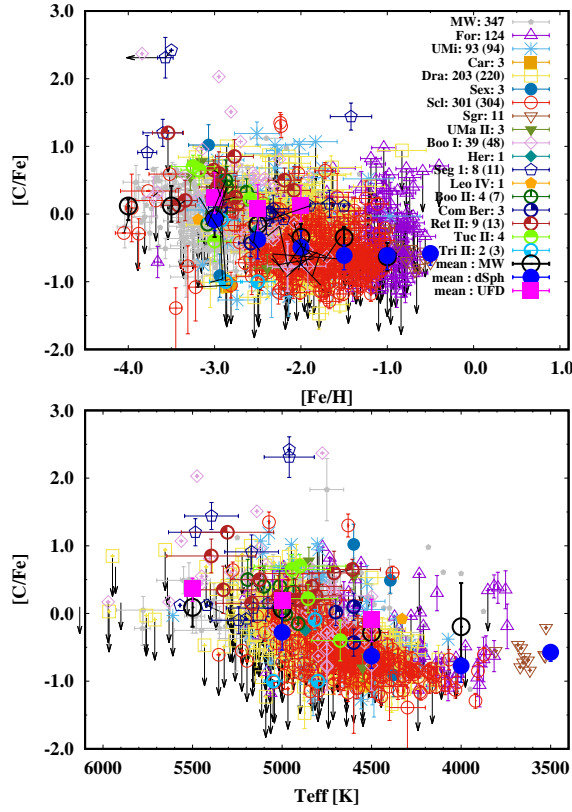 3.0
2.0
1.0
0.0
-1.0
-2.0
[C/Fe]
MW: 347
For: 124
UMi: 93 (94)
Car: 3
Dra: 203 (220)
Sex: 3
Scl: 301 (304)
Sgr: 11
UMa II: 3
Boo I: 39 (48)
Her: 1
Seg I: 8 (11)
Leo IV: 1
Boo II: 4 (7)
Com Ber: 3
Ret II: 9 (13)
Tuc II: 4
Tri II: 2 (3)
mean : MW
mean : dSph
mean : UFD
-4.0 -3.0 -2.0 -1.0 0.0 1.0
[Fe/H]
3.0
2.0
1.0
0.0
-1.0
-2.0
[C/Fe]
6000 5500 5000 4500 4000 3500
Teff [K]